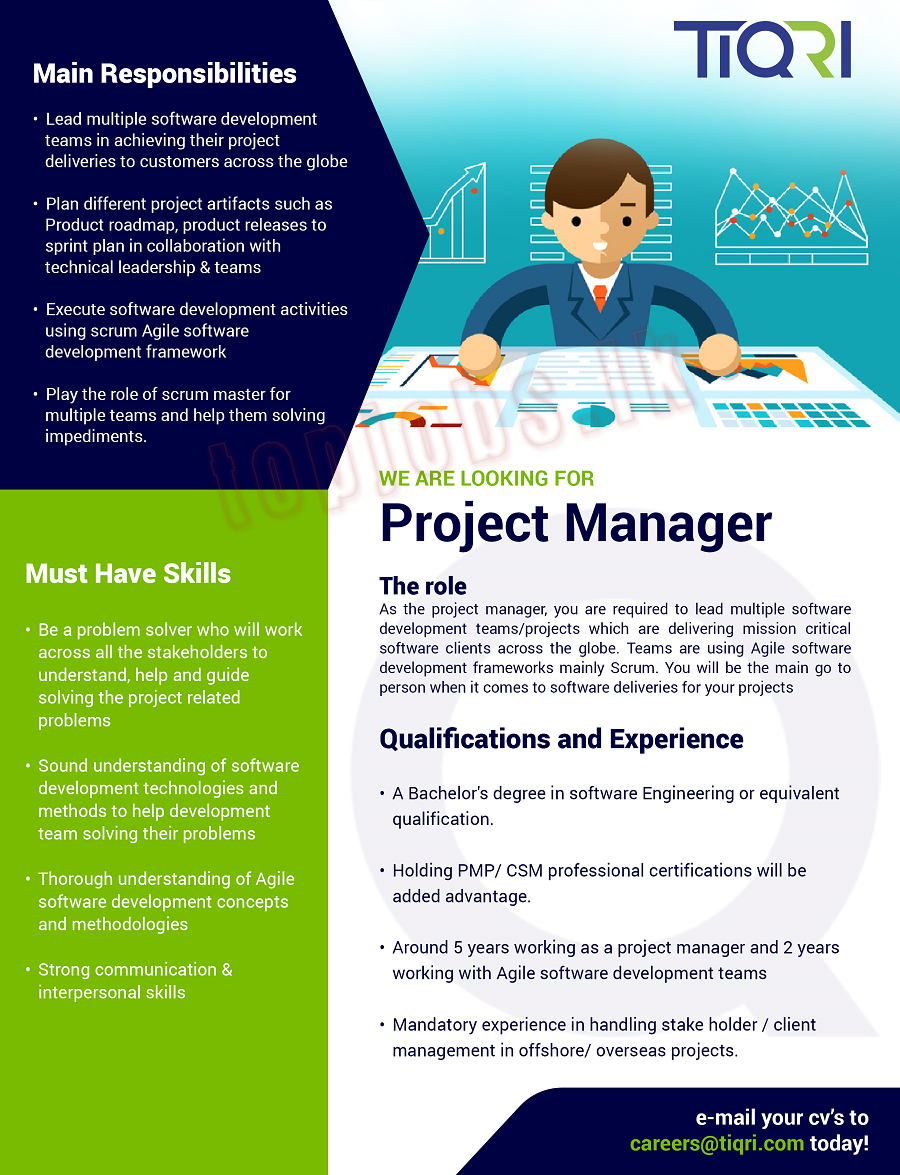 TIQRI
Main Responsibilities
• Lead multiple software development
teams in achieving their project
deliveries to customers across the globe
• Plan different project artifacts such as
Product roadmap, product releases to
sprint plan in collaboration with
technical leadership & teams
• Execute software development activities
using scrum Agile software
development framework
• Play the role of scrum master for
multiple teams and help them solving
impediments.
topjobs.lk
Must Have Skills
• Be a problem solver who will work
across all the stakeholders to
understand, help and guide
solving the project related
problems
• Sound understanding of software
development technologies and
methods to help development
team solving their problems
• Thorough understanding of Agile
software development concepts
and methodologies
• Strong communication &
interpersonal skills
WE ARE LOOKING FOR
Project Manager
The role
As the project manager, you are required to lead multiple software
development teams/projects which are delivering mission critical
software clients across the globe. Teams are using Agile software
development frameworks mainly Scrum. You will be the main go to
person when it comes to software deliveries for your projects
Qualifications and Experience
• A Bachelor's degree in software Engineering or equivalent
qualification.
• Holding PMP/ CSM professional certifications will be
added advantage.
• Around 5 years working as a project manager and 2 years
working with Agile software development teams
• Mandatory experience in handling stake holder / client
management in offshore/ overseas projects.
e-mail your cv's to
careers@tiqri.com today!